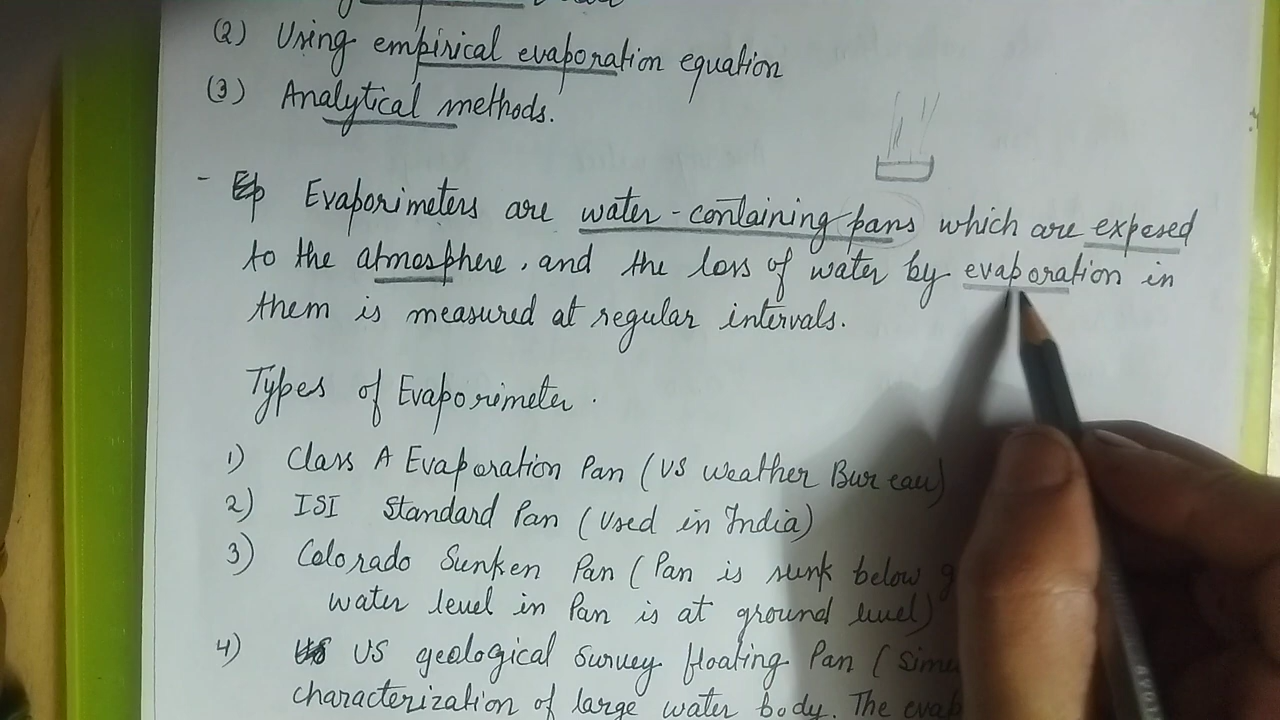 (2) Using empirical evaporation equation
(3) Analytical methods.
- Evaporimeters are water-containing pans which are exposed
to the atmosphere, and the loss of water by evaporation in
them is measured at regular intervals.
Types of Evaporimeter.
1) Class A Evaporation Pan (US Weather Bureau)
2) ISI Standard Pan (Used in India)
3) Colorado Sunken Pan (Pan is sunk below
water level in Pan is at ground level)
4) US geological Survey floating Pan (
characterization of large water body. The